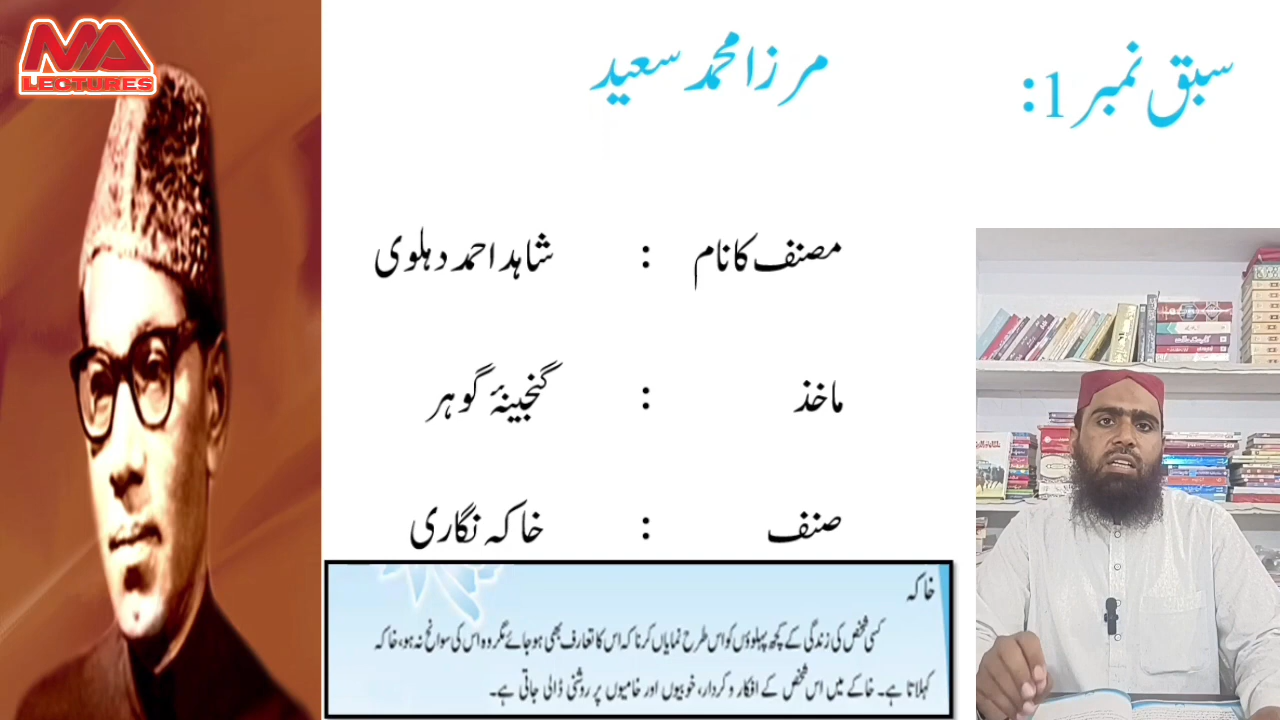 MA
LECTURES
سبق نمبر 1:
مرزا محمد سعید
مصنف کا نام : شاہد احمد دہلوی
ماخذ : گنجینۂ گوہر
صنف : خاکہ نگاری
خاکہ
کسی شخص کی زندگی کے کچھ پہلوؤں کو اس طرح نمایاں کرنا کہ اس کا تعارف بھی ہو جائے مگر وہ اس کی سوانح نہ ہو، خاکہ
کہلاتا ہے۔ خاکے میں اس شخص کے افکار و کردار، خوبیوں اور خامیوں پر روشنی ڈالی جاتی ہے۔